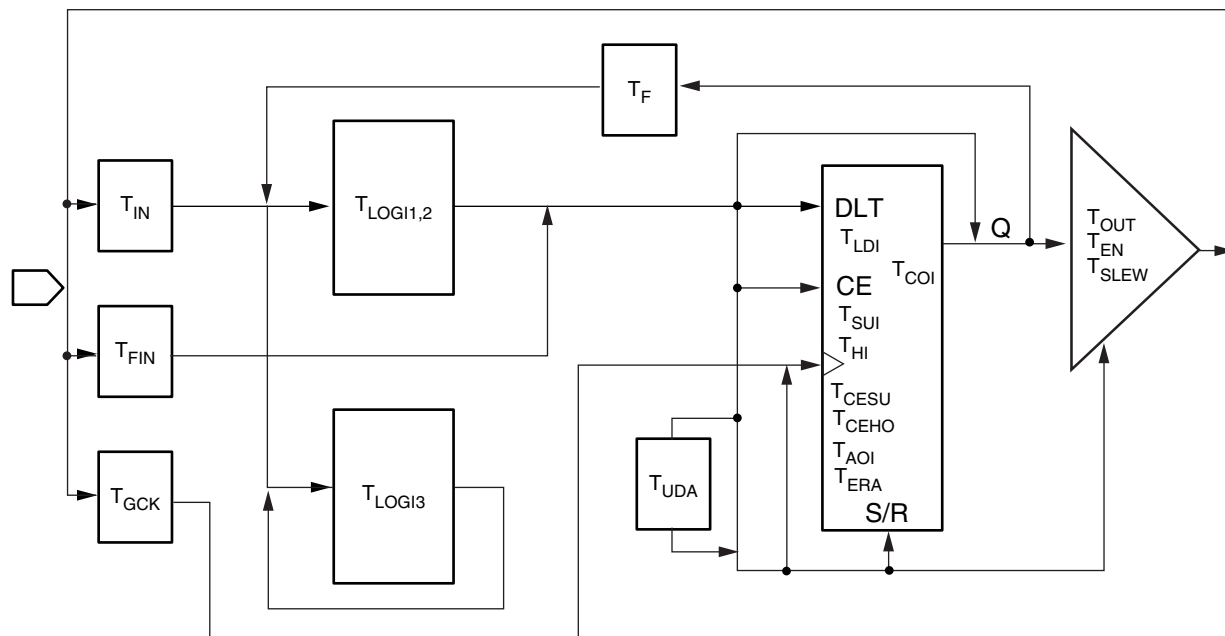 T_F
T_IN
T_LOGI1,2
DLT
T_LDI
Q
T_OUT
T_EN
T_SLEW
T_COI
CE
T_SUI
T_HI
T_FIN
T_CESU
T_CEHO
T_AOI
T_ERA
S/R
T_UDA
T_GCK
T_LOGI3